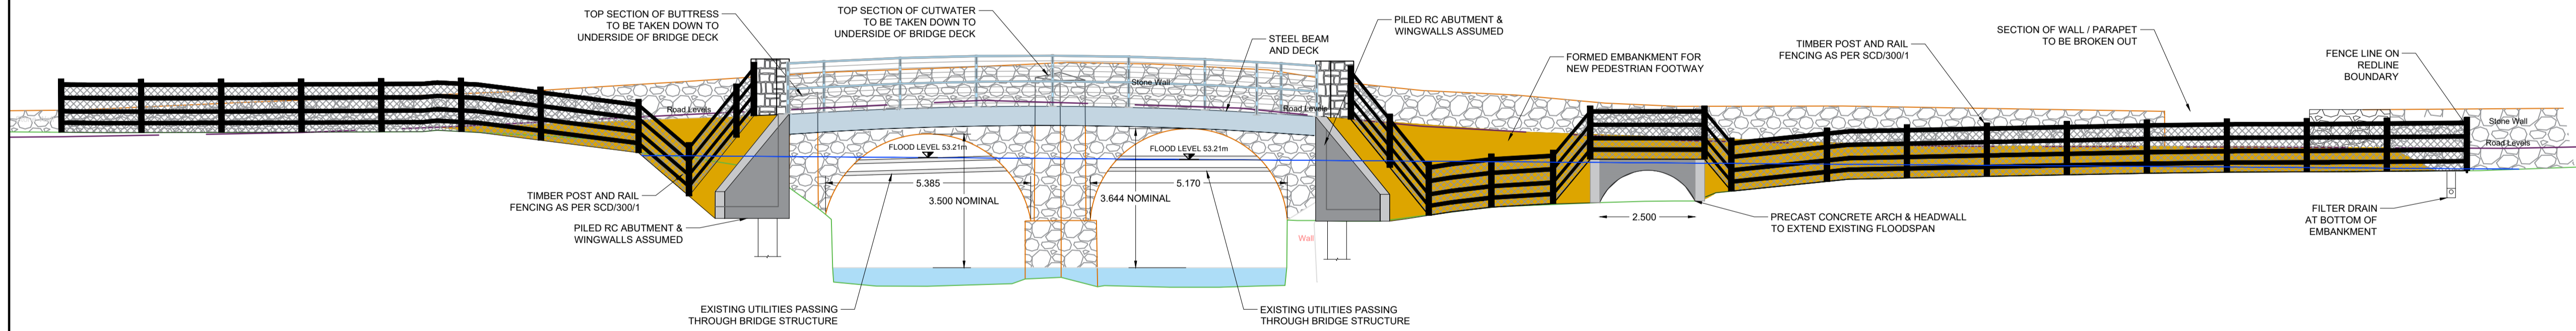 TOP SECTION OF BUTTRESS
TO BE TAKEN DOWN TO
UNDERSIDE OF BRIDGE DECK
TOP SECTION OF CUTWATER
TO BE TAKEN DOWN TO
UNDERSIDE OF BRIDGE DECK
STEEL BEAM
AND DECK
PILED RC ABUTMENT &
WINGWALLS ASSUMED
FORMED EMBANKMENT FOR
NEW PEDESTRIAN FOOTWAY
TIMBER POST AND RAIL
FENCING AS PER SCD/300/1
SECTION OF WALL / PARAPET
TO BE BROKEN OUT
FENCE LINE ON
REDLINE
BOUNDARY
Road Levels
Stone Wall
Road Levels
Stone Wall
Road Levels
FLOOD LEVEL 53.21m
FLOOD LEVEL 53.21m
5.385
3.500 NOMINAL
5.170
3.644 NOMINAL
TIMBER POST AND RAIL
FENCING AS PER SCD/300/1
PILED RC ABUTMENT &
WINGWALLS ASSUMED
Wall
2.500
PRECAST CONCRETE ARCH & HEADWALL
TO EXTEND EXISTING FLOODSPAN
FILTER DRAIN
AT BOTTOM OF
EMBANKMENT
EXISTING UTILITIES PASSING
THROUGH BRIDGE STRUCTURE
EXISTING UTILITIES PASSING
THROUGH BRIDGE STRUCTURE